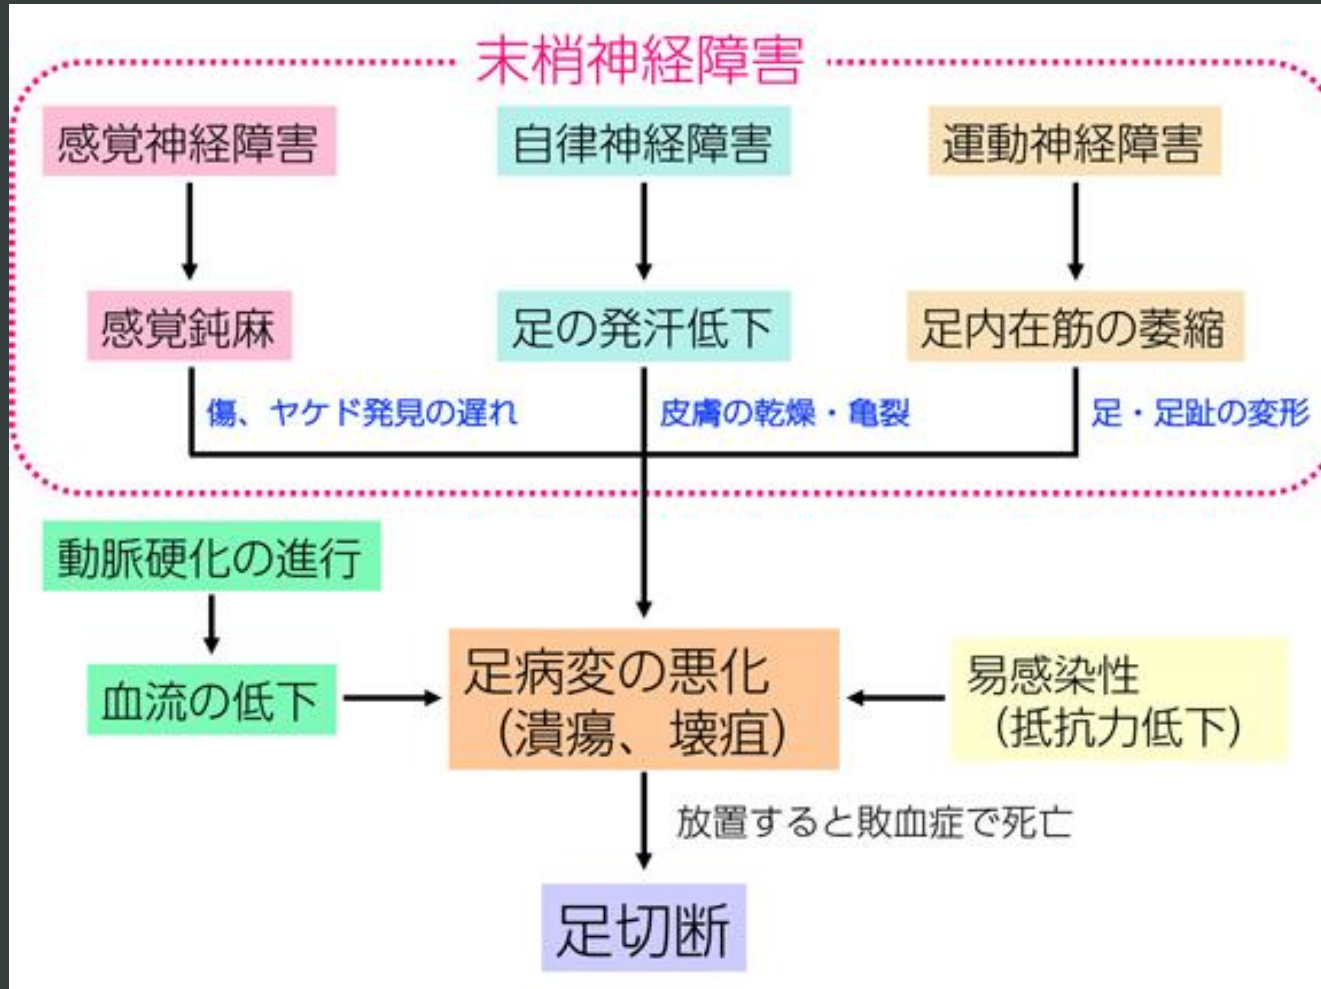 末梢神経障害
感覚神経障害
自律神経障害
運動神経障害
感覚鈍麻
足の発汗低下
足内在筋の萎縮
傷、ヤケド発見の遅れ
皮膚の乾燥・亀裂
足・足趾の変形
動脈硬化の進行
血流の低下
足病変の悪化
（潰瘍、壊疽）
易感染性
（抵抗力低下）
放置すると敗血症で死亡
足切断